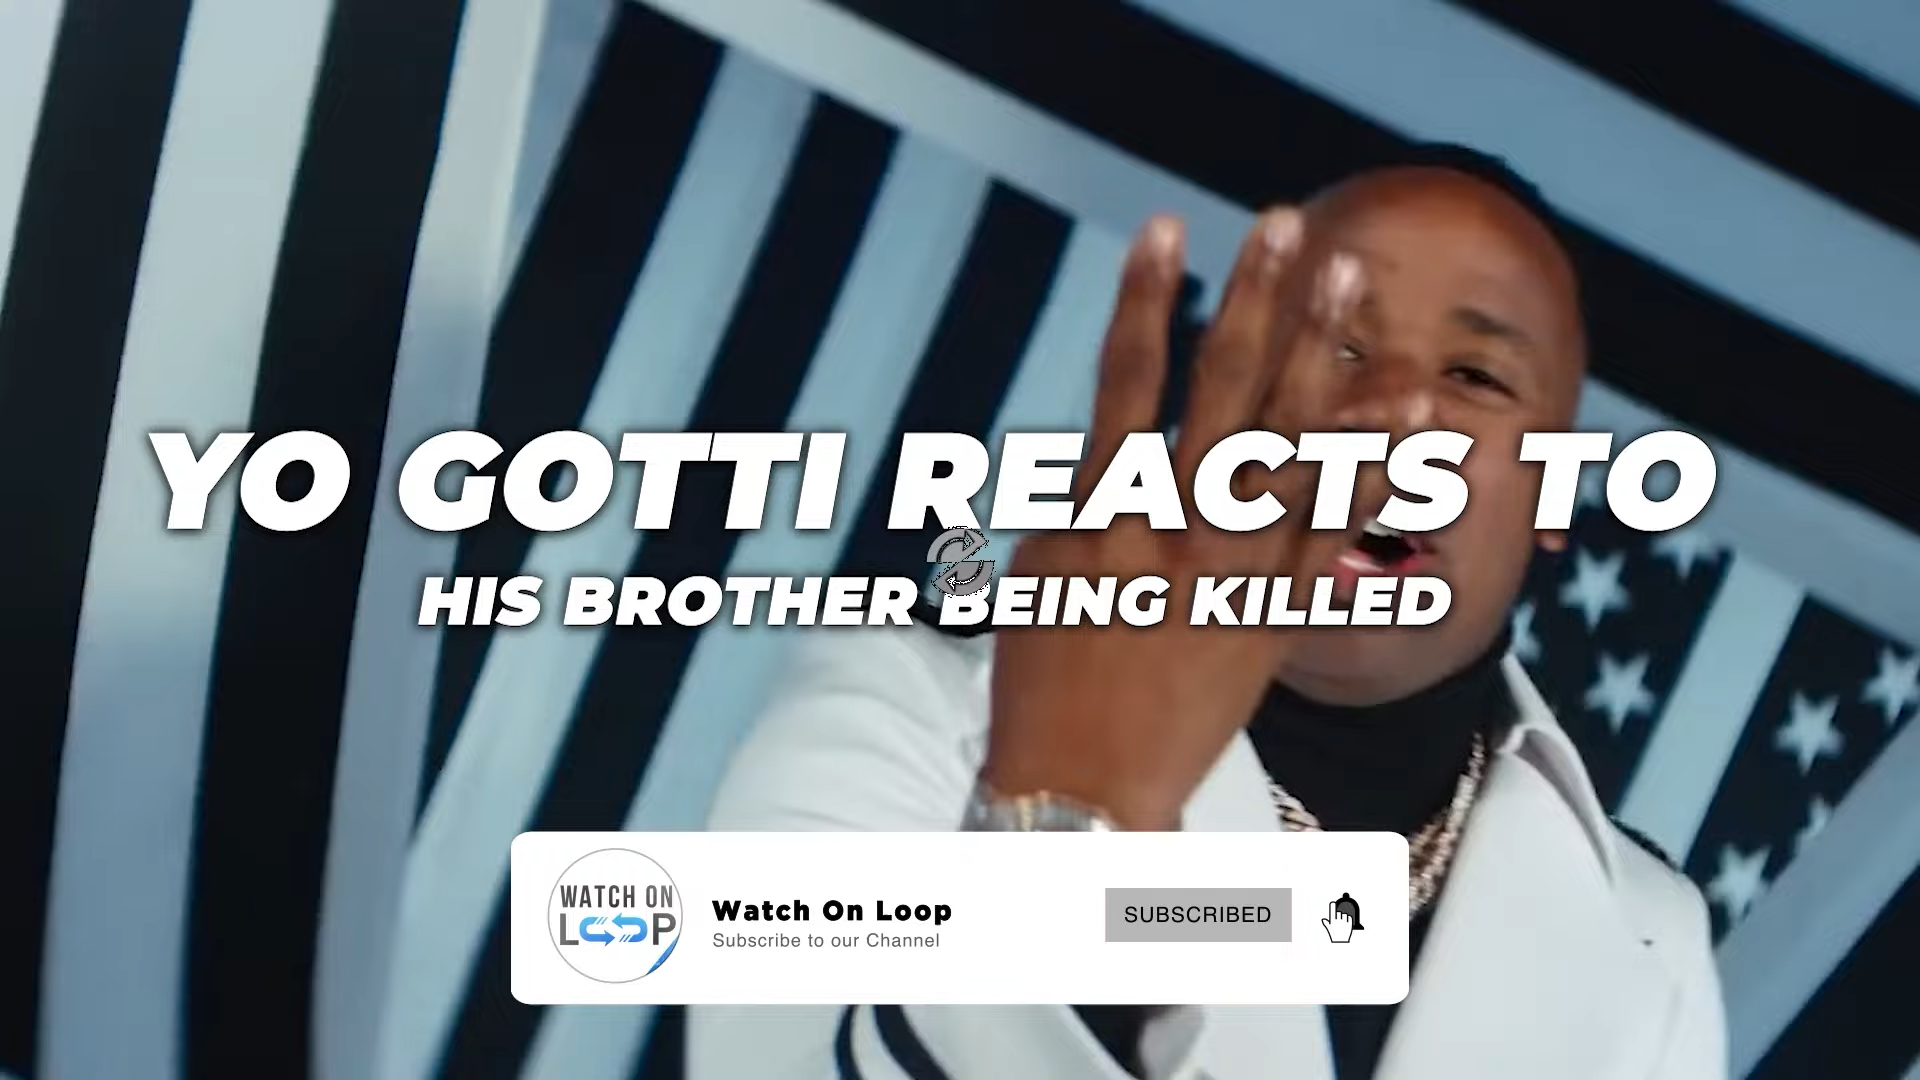 YO GOTTI REACTS TO
HIS BROTHER BEING KILLED
WATCH ON
LOOP
Watch On Loop
Subscribe to our Channel
SUBSCRIBED